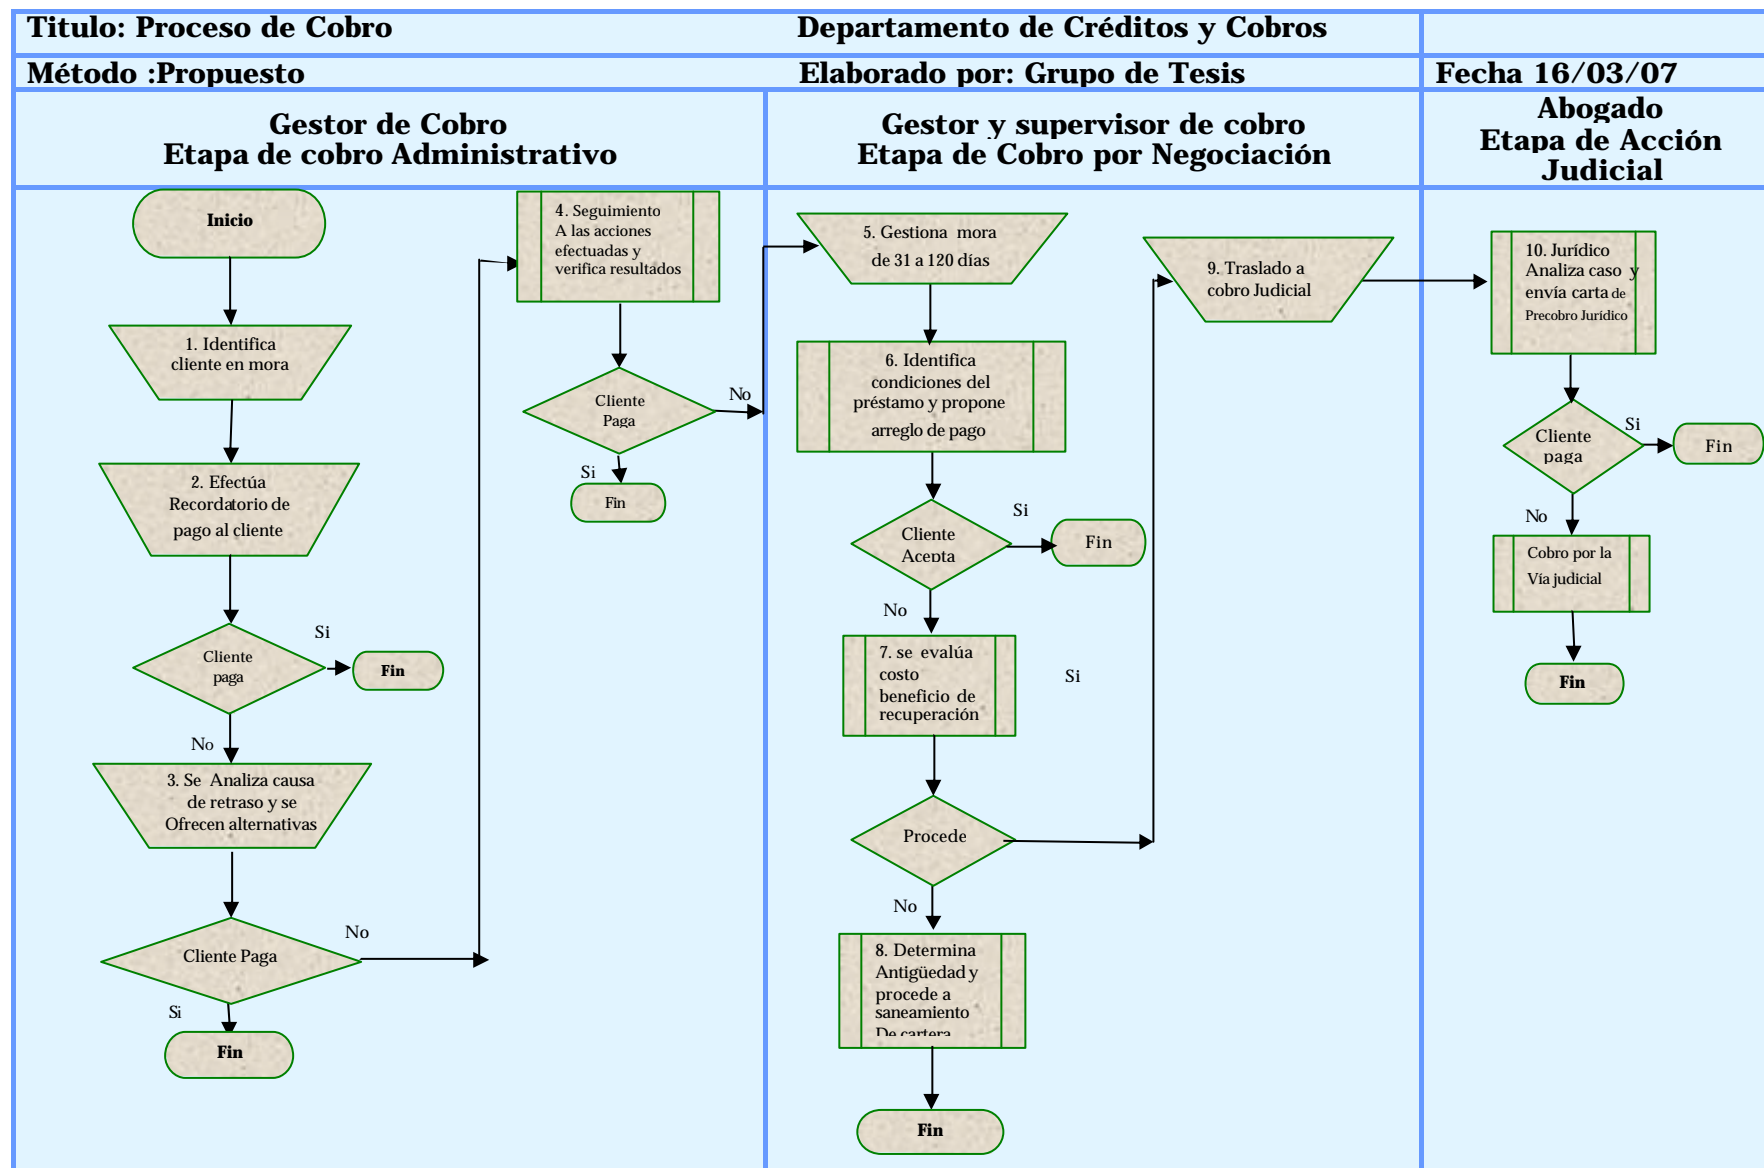 Titulo: Proceso de Cobro
Departamento de Créditos y Cobros
Método :Propuesto
Elaborado por: Grupo de Tesis
Fecha 16/03/07
Gestor de Cobro
Etapa de cobro Administrativo
Gestor y supervisor de cobro
Etapa de Cobro por Negociación
Abogado
Etapa de Acción
Judicial
Inicio
1. Identifica
cliente en mora
2. Efectúa
Recordatorio de
pago al cliente
Cliente
paga
Si
Fin
No
3. Se Analiza causa
de retraso y se
Ofrecen alternativas
Cliente Paga
No
Si
Fin
4. Seguimiento
A las acciones
efectuadas y
verifica resultados
Cliente
Paga
No
Si
Fin
5. Gestiona mora
de 31 a 120 días
6. Identifica
condiciones del
préstamo y propone
arreglo de pago
Cliente
Acepta
Si
Fin
No
7. se evalúa
costo
beneficio de
recuperación
Si
Procede
No
8. Determina
Antigüedad y
procede a
saneamiento
De cartera
Fin
9. Traslado a
cobro Judicial
10. Jurídico
Analiza caso y
envía carta de
Precobro Jurídico
Cliente
paga
Si
Fin
No
Cobro por la
Vía judicial
Fin